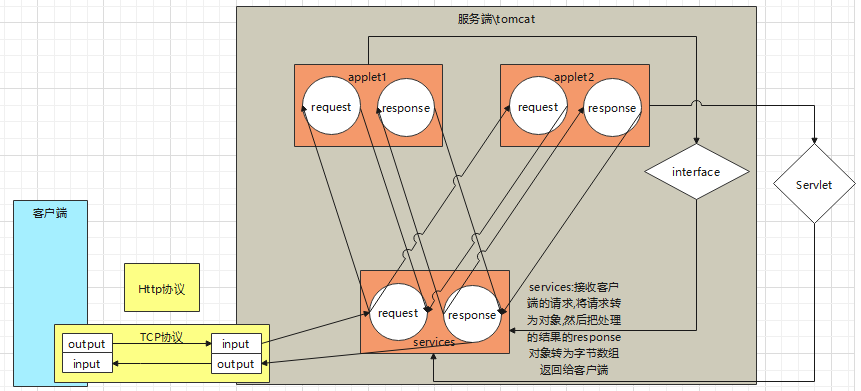 服务端\tomcat
applet1
request
response
applet2
request
response
interface
Servlet
客户端
Http协议
TCP协议
output
input
input
output
request
response
services
services:接收客户
端的请求,将请求转
为对象,然后把处理
的结果的response
对象转为字节数组
返回给客户端